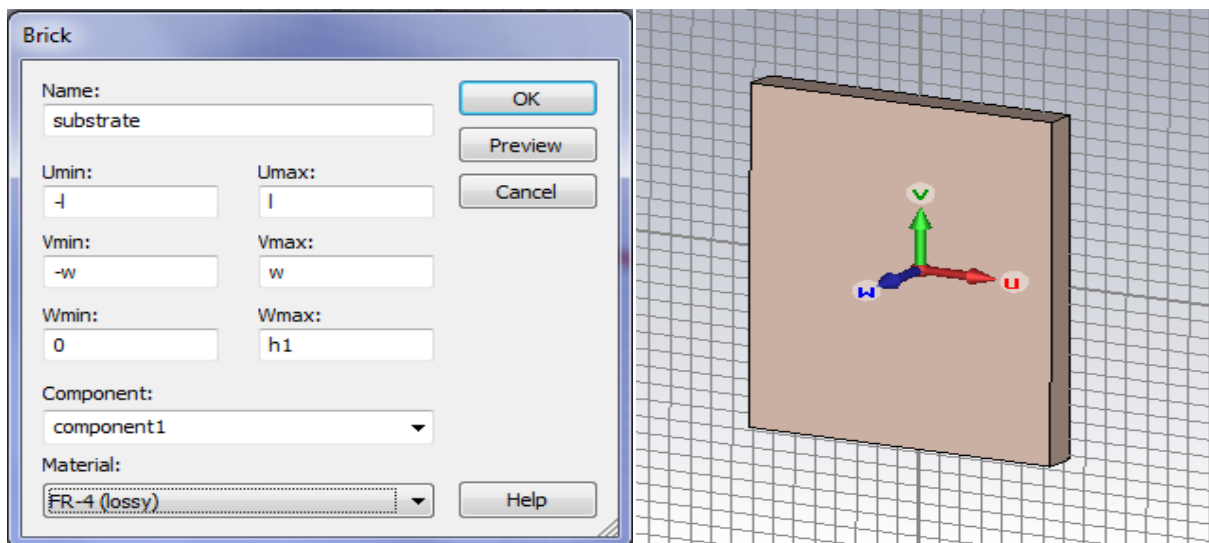 Brick
Name:
substrate
OK
Preview
Cancel
Umin:
Umax:
-l
l
Vmin:
Vmax:
-w
w
Wmin:
Wmax:
0
h1
Component:
component1
Material:
FR-4 (lossy)
Help
v
u
w